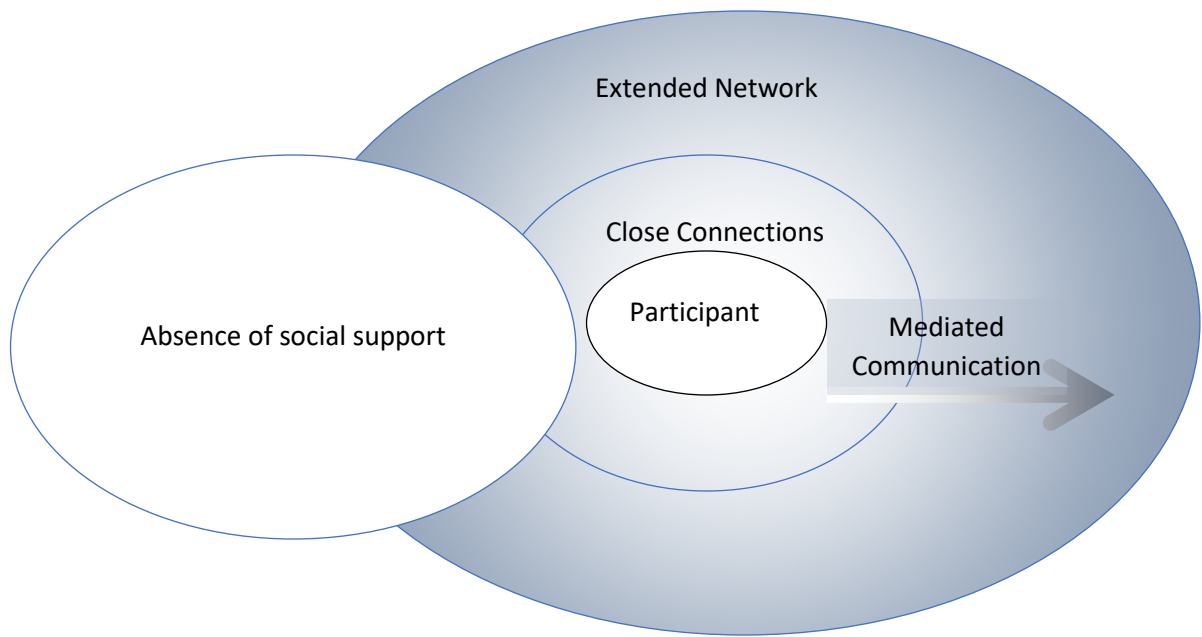 Extended Network
Close Connections
Participant
Absence of social support
Mediated
Communication